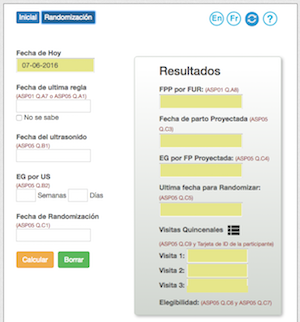 Inicial Randomización
En Fr ?
Fecha de Hoy
07-06-2016
Fecha de ultima regla
(ASP01 Q.A7 o ASP05 Q.A1)
No se sabe
Fecha del ultrasonido
(ASP05 Q.B1)
EG por US
(ASP05 Q.B2)
Semanas Días
Fecha de Randomización
(ASP05 Q.C1)
Calcular Borrar
Resultados
FPP por FUR: (ASP01 Q.A8)
Fecha de parto Proyectada (ASP05
Q.C3)
EG por FP Proyectada: (ASP05 Q.C4)
Ultima fecha para Randomizar:
(ASP05 Q.C5)
Visitas Quincenales
(ASP05 Q.C9 y Tarjeta de ID de la participante)
Visita 1:
Visita 2:
Visita 3:
Elegibilidad: (ASP05 Q.C6 y ASP05 Q.C7)